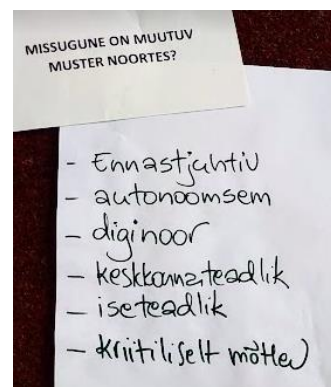 MISSUGUNE ON MUUTUV
MUSTER NOORTES?
- Ennastjuhtiv
- autonoomsem
- diginoor
- keskkonnateadlik
- iseteadlik
- kriitiliselt mõtlev